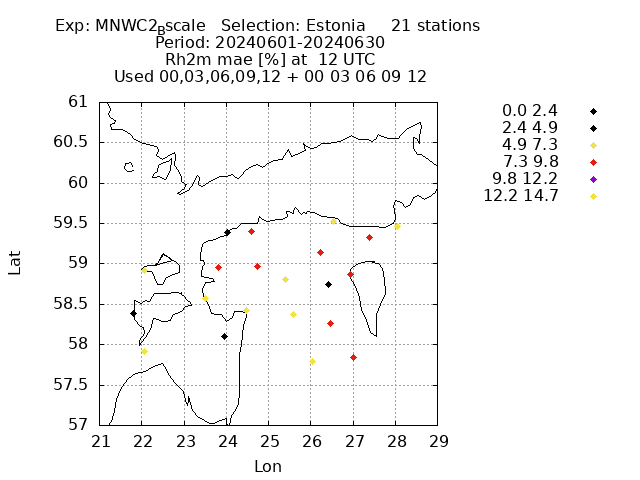 Exp: MNWC2_Bscale   Selection: Estonia     21 stations
Period: 20240601-20240630
Rh2m mae [%] at  12 UTC
Used 00,03,06,09,12 + 00 03 06 09 12
0.0 2.4
2.4 4.9
4.9 7.3
7.3 9.8
9.8 12.2
12.2 14.7
61
60.5
60
59.5
59
58.5
58
57.5
57
Lat
21 22 23 24 25 26 27 28 29
Lon